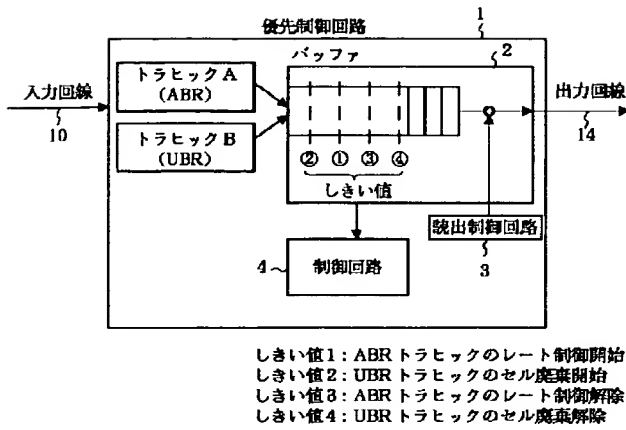 優先制御回路
1
バッファ
2
トラヒックA
(ABR)
入力回線
10
トラヒックB
(UBR)
出力回線
14
② ① ③ ④
しきい値
読出制御回路
3
4
制御回路
しきい値1：ABRトラヒックのレート制御開始
しきい値2：UBRトラヒックのセル廃棄開始
しきい値3：ABRトラヒックのレート制御解除
しきい値4：UBRトラヒックのセル廃棄解除